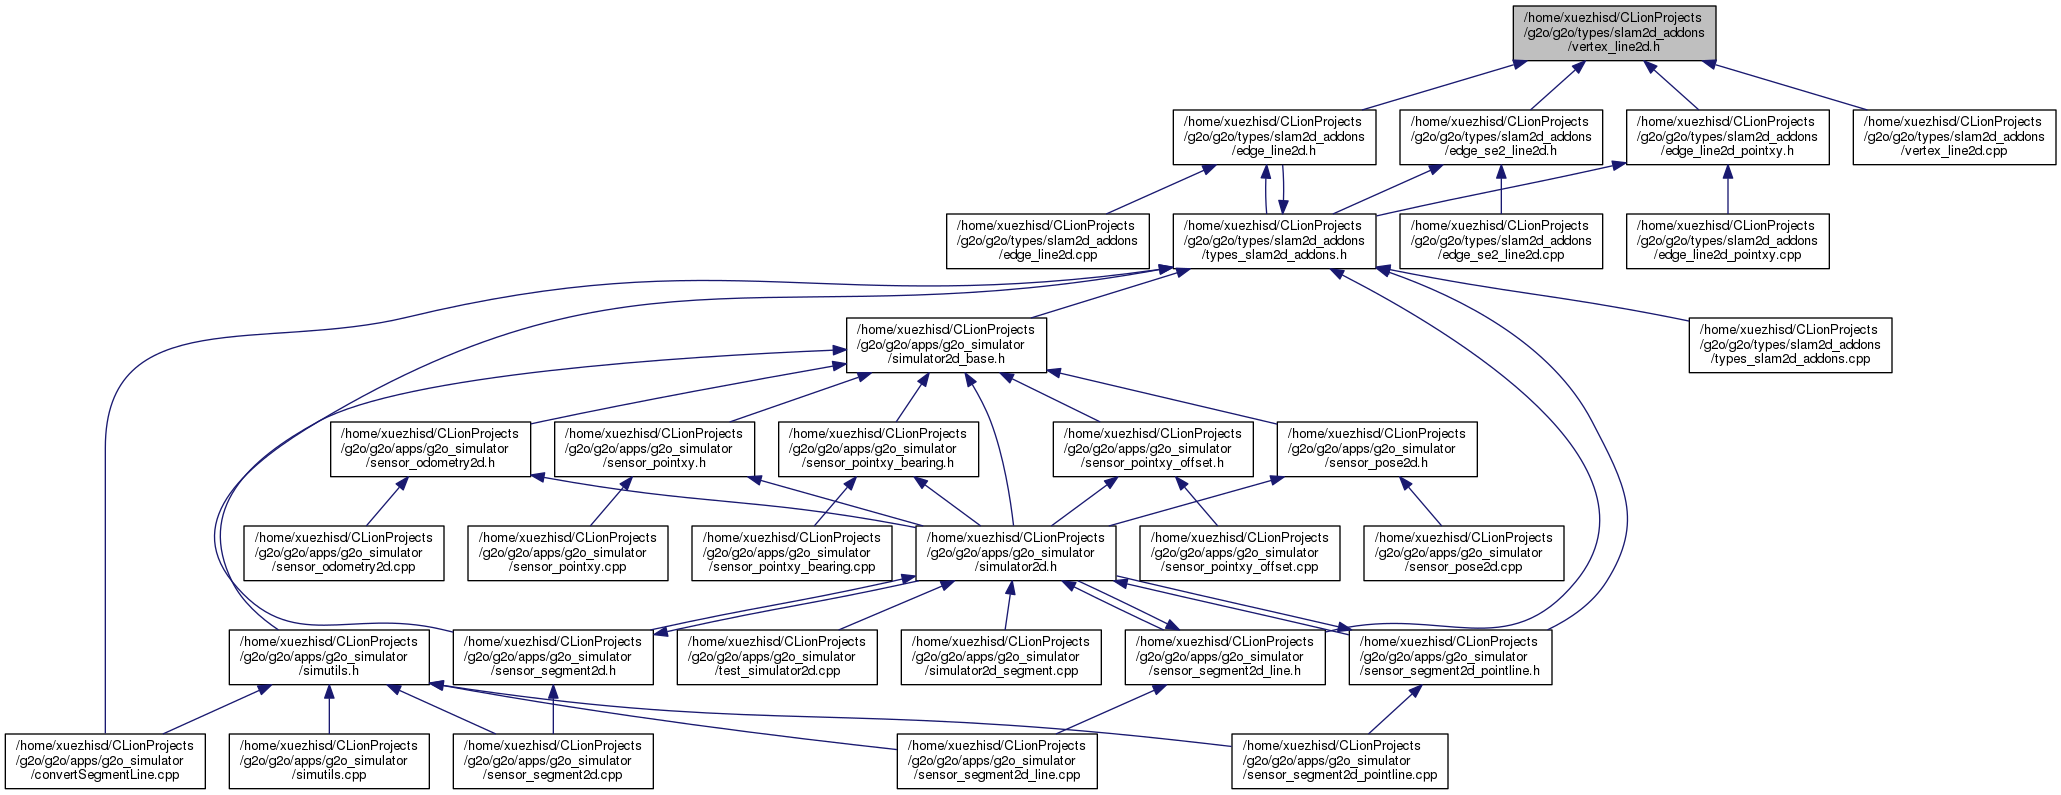 /home/xuezhisd/CLionProjects
/g2o/g2o/types/slam2d_addons
/vertex_line2d.h
/home/xuezhisd/CLionProjects
/g2o/g2o/types/slam2d_addons
/edge_line2d.h
/home/xuezhisd/CLionProjects
/g2o/g2o/types/slam2d_addons
/edge_se2_line2d.h
/home/xuezhisd/CLionProjects
/g2o/g2o/types/slam2d_addons
/edge_line2d_pointxy.h
/home/xuezhisd/CLionProjects
/g2o/g2o/types/slam2d_addons
/vertex_line2d.cpp
/home/xuezhisd/CLionProjects
/g2o/g2o/types/slam2d_addons
/edge_line2d.cpp
/home/xuezhisd/CLionProjects
/g2o/g2o/types/slam2d_addons
/types_slam2d_addons.h
/home/xuezhisd/CLionProjects
/g2o/g2o/types/slam2d_addons
/edge_se2_line2d.cpp
/home/xuezhisd/CLionProjects
/g2o/g2o/types/slam2d_addons
/edge_line2d_pointxy.cpp
/home/xuezhisd/CLionProjects
/g2o/g2o/apps/g2o_simulator
/simulator2d_base.h
/home/xuezhisd/CLionProjects
/g2o/g2o/types/slam2d_addons
/types_slam2d_addons.cpp
/home/xuezhisd/CLionProjects
/g2o/g2o/apps/g2o_simulator
/sensor_odometry2d.h
/home/xuezhisd/CLionProjects
/g2o/g2o/apps/g2o_simulator
/sensor_pointxy.h
/home/xuezhisd/CLionProjects
/g2o/g2o/apps/g2o_simulator
/sensor_pointxy_bearing.h
/home/xuezhisd/CLionProjects
/g2o/g2o/apps/g2o_simulator
/sensor_pointxy_offset.h
/home/xuezhisd/CLionProjects
/g2o/g2o/apps/g2o_simulator
/sensor_pose2d.h
/home/xuezhisd/CLionProjects
/g2o/g2o/apps/g2o_simulator
/sensor_odometry2d.cpp
/home/xuezhisd/CLionProjects
/g2o/g2o/apps/g2o_simulator
/sensor_pointxy.cpp
/home/xuezhisd/CLionProjects
/g2o/g2o/apps/g2o_simulator
/sensor_pointxy_bearing.cpp
/home/xuezhisd/CLionProjects
/g2o/g2o/apps/g2o_simulator
/simulator2d.h
/home/xuezhisd/CLionProjects
/g2o/g2o/apps/g2o_simulator
/sensor_pointxy_offset.cpp
/home/xuezhisd/CLionProjects
/g2o/g2o/apps/g2o_simulator
/sensor_pose2d.cpp
/home/xuezhisd/CLionProjects
/g2o/g2o/apps/g2o_simulator
/simutils.h
/home/xuezhisd/CLionProjects
/g2o/g2o/apps/g2o_simulator
/sensor_segment2d.h
/home/xuezhisd/CLionProjects
/g2o/g2o/apps/g2o_simulator
/test_simulator2d.cpp
/home/xuezhisd/CLionProjects
/g2o/g2o/apps/g2o_simulator
/simulator2d_segment.cpp
/home/xuezhisd/CLionProjects
/g2o/g2o/apps/g2o_simulator
/sensor_segment2d_line.h
/home/xuezhisd/CLionProjects
/g2o/g2o/apps/g2o_simulator
/sensor_segment2d_pointline.h
/home/xuezhisd/CLionProjects
/g2o/g2o/apps/g2o_simulator
/convertSegmentLine.cpp
/home/xuezhisd/CLionProjects
/g2o/g2o/apps/g2o_simulator
/simutils.cpp
/home/xuezhisd/CLionProjects
/g2o/g2o/apps/g2o_simulator
/sensor_segment2d.cpp
/home/xuezhisd/CLionProjects
/g2o/g2o/apps/g2o_simulator
/sensor_segment2d_line.cpp
/home/xuezhisd/CLionProjects
/g2o/g2o/apps/g2o_simulator
/sensor_segment2d_pointline.cpp